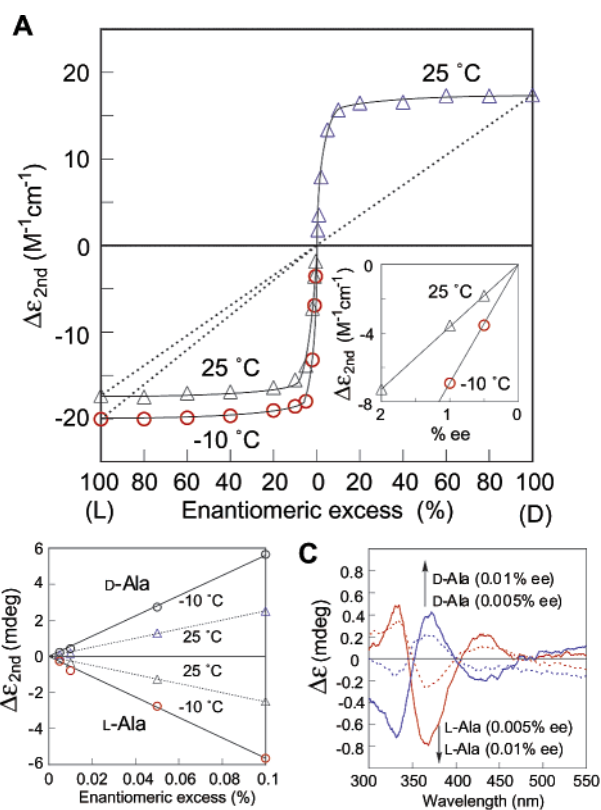 A
25 °C
20
10
0
-10
-20
Δε2nd (M-1cm-1)
25 °C
-10 °C
0
-4
-8
Δε2nd (M-1cm-1)
25 °C
-10 °C
2 1 0
% ee
100 80 60 40 20 0 20 40 60 80 100
(L) Enantiomeric excess (%) (D)
6
4
2
0
-2
-4
-6
Δε2nd (mdeg)
D-Ala
-10 °C
25 °C
25 °C
-10 °C
L-Ala
0 0.02 0.04 0.06 0.08 0.1
Enantiomeric excess (%)
C
0.8
0.6
0.4
0.2
0
-0.2
-0.4
-0.6
-0.8
Δε (mdeg)
D-Ala (0.01% ee)
D-Ala (0.005% ee)
L-Ala (0.005% ee)
L-Ala (0.01% ee)
300 350 400 450 500 550
Wavelength (nm)